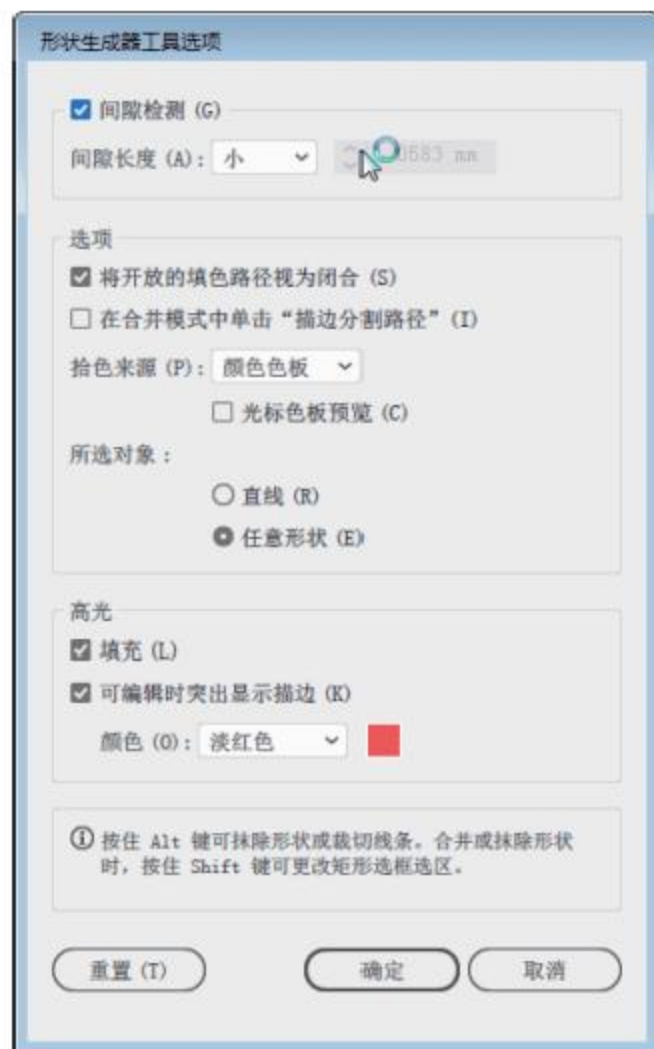 形状生成器工具选项
间隙检测 (G)
间隙长度 (A): 小 mm
选项
将开放的填色路径视为闭合 (S)
在合并模式中单击“描边分割路径” (I)
拾色来源 (P): 颜色色板
光标色板预览 (C)
所选对象:
直线 (R)
任意形状 (E)
高光
填充 (L)
可编辑时突出显示描边 (K)
颜色 (O): 淡红色
按住 Alt 键可抹除形状或裁切线条。合并或抹除形状
时, 按住 Shift 键可更改矩形选框选区。
重置 (T) 确定 取消